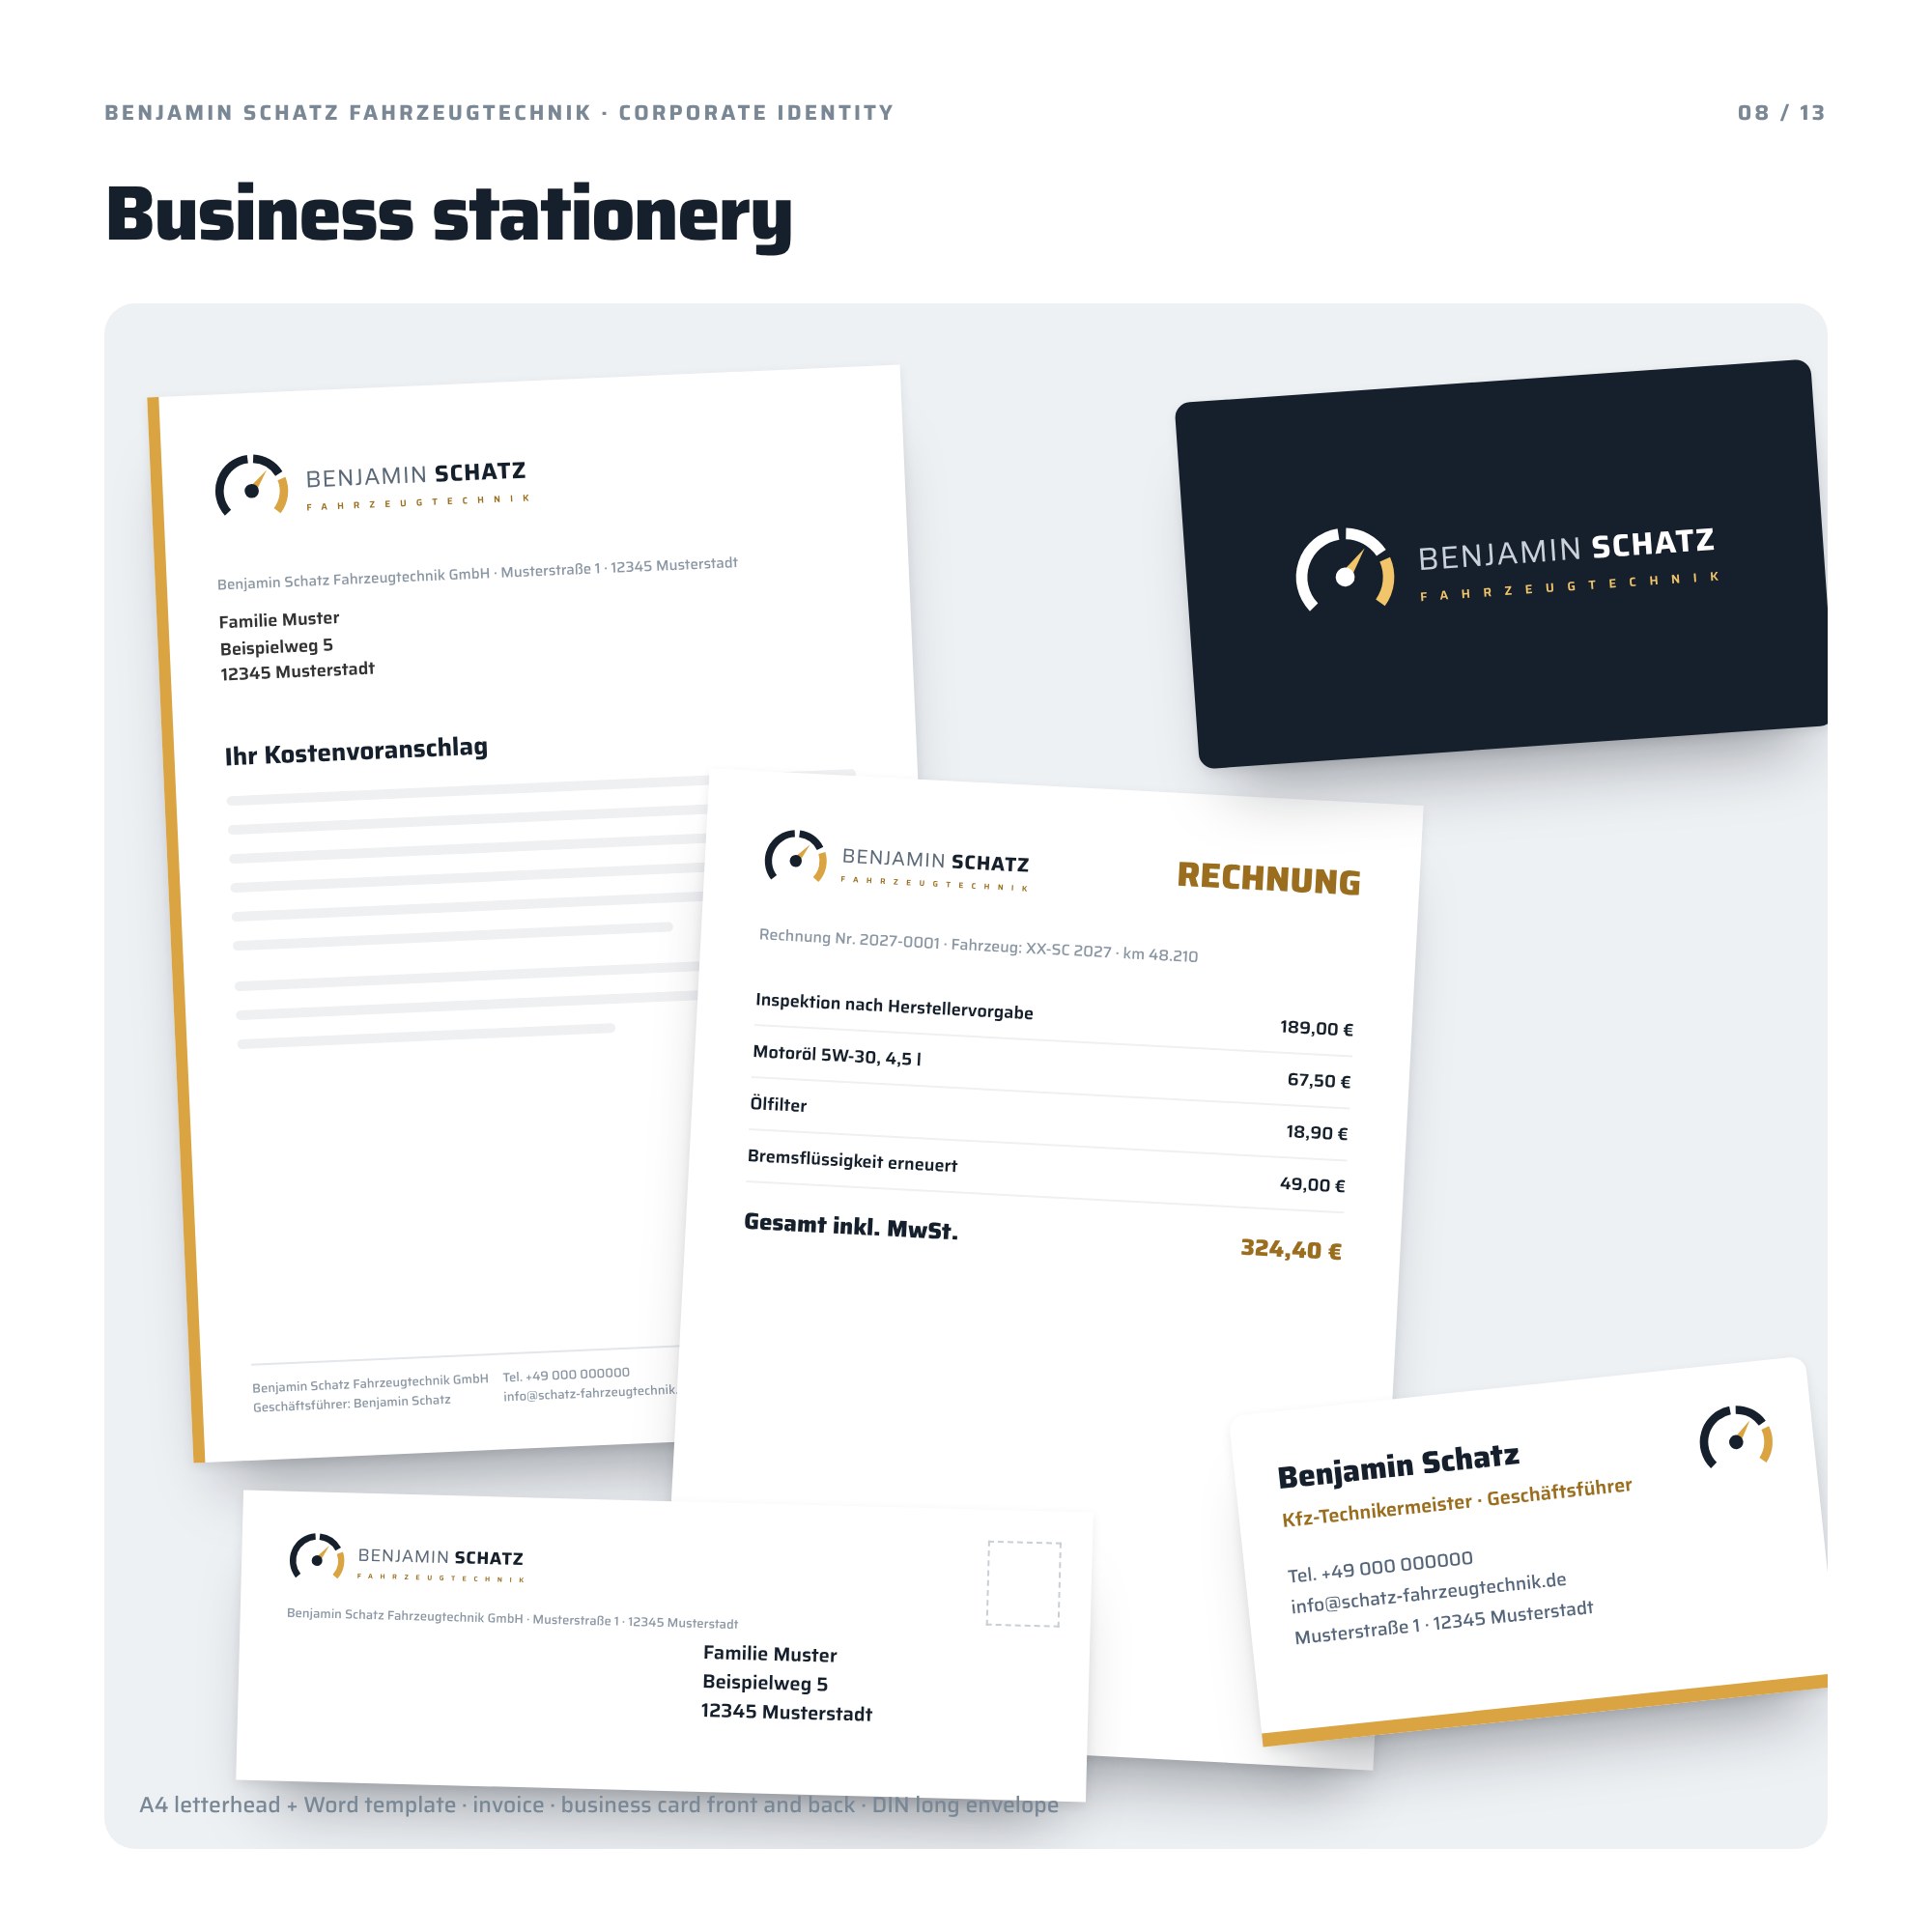 BENJAMIN SCHATZ FAHRZEUGTECHNIK · CORPORATE IDENTITY
08 / 13
Business stationery
BENJAMIN SCHATZ
FAHRZEUGTECHNIK
Benjamin Schatz Fahrzeugtechnik GmbH · Musterstraße 1 · 12345 Musterstadt
Familie Muster
Beispielweg 5
12345 Musterstadt
Ihr Kostenvoranschlag
Benjamin Schatz Fahrzeugtechnik GmbH
Geschäftsführer: Benjamin Schatz
Tel. +49 000 000000
info@schatz-fahrzeugtechnik.
BENJAMIN SCHATZ
FAHRZEUGTECHNIK
BENJAMIN SCHATZ
FAHRZEUGTECHNIK
RECHNUNG
Rechnung Nr. 2027-0001 · Fahrzeug: XX-SC 2027 · km 48.210
Inspektion nach Herstellervorgabe 189,00 €
Motoröl 5W-30, 4,5 l 67,50 €
Ölfilter 18,90 €
Bremsflüssigkeit erneuert 49,00 €
Gesamt inkl. MwSt. 324,40 €
Benjamin Schatz
Kfz-Technikermeister · Geschäftsführer
Tel. +49 000 000000
info@schatz-fahrzeugtechnik.de
Musterstraße 1 · 12345 Musterstadt
BENJAMIN SCHATZ
FAHRZEUGTECHNIK
Benjamin Schatz Fahrzeugtechnik GmbH · Musterstraße 1 · 12345 Musterstadt
Familie Muster
Beispielweg 5
12345 Musterstadt
A4 letterhead + Word template · invoice · business card front and back · DIN long envelope